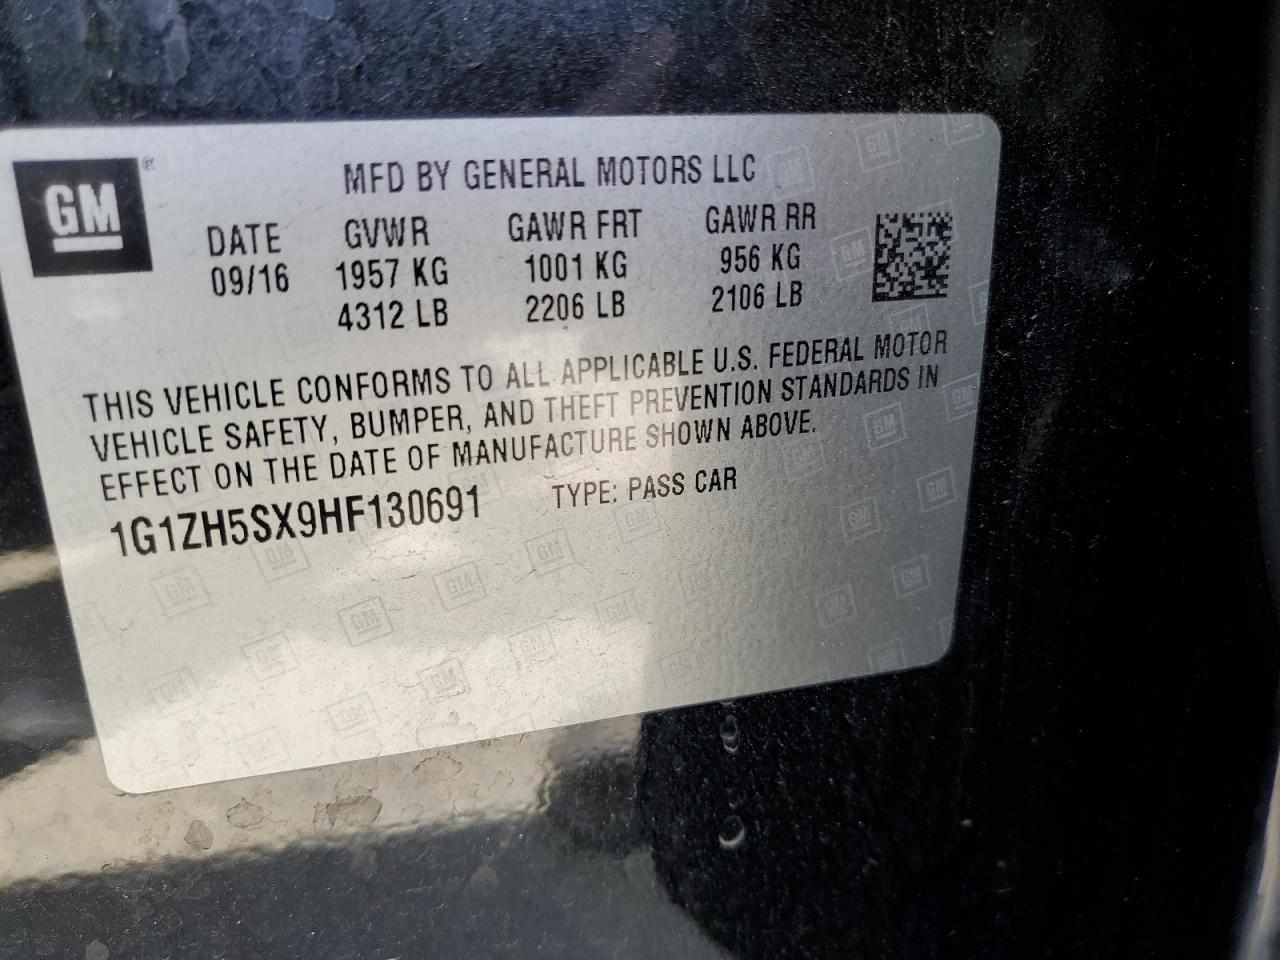 GM®
MFD BY GENERAL MOTORS LLC
DATE GVWR GAWR FRT GAWR RR
09/16 1957 KG 1001 KG 956 KG
4312 LB 2206 LB 2106 LB
THIS VEHICLE CONFORMS TO ALL APPLICABLE U.S. FEDERAL MOTOR
VEHICLE SAFETY, BUMPER, AND THEFT PREVENTION STANDARDS IN
EFFECT ON THE DATE OF MANUFACTURE SHOWN ABOVE.
1G1ZH5SX9HF130691 TYPE: PASS CAR